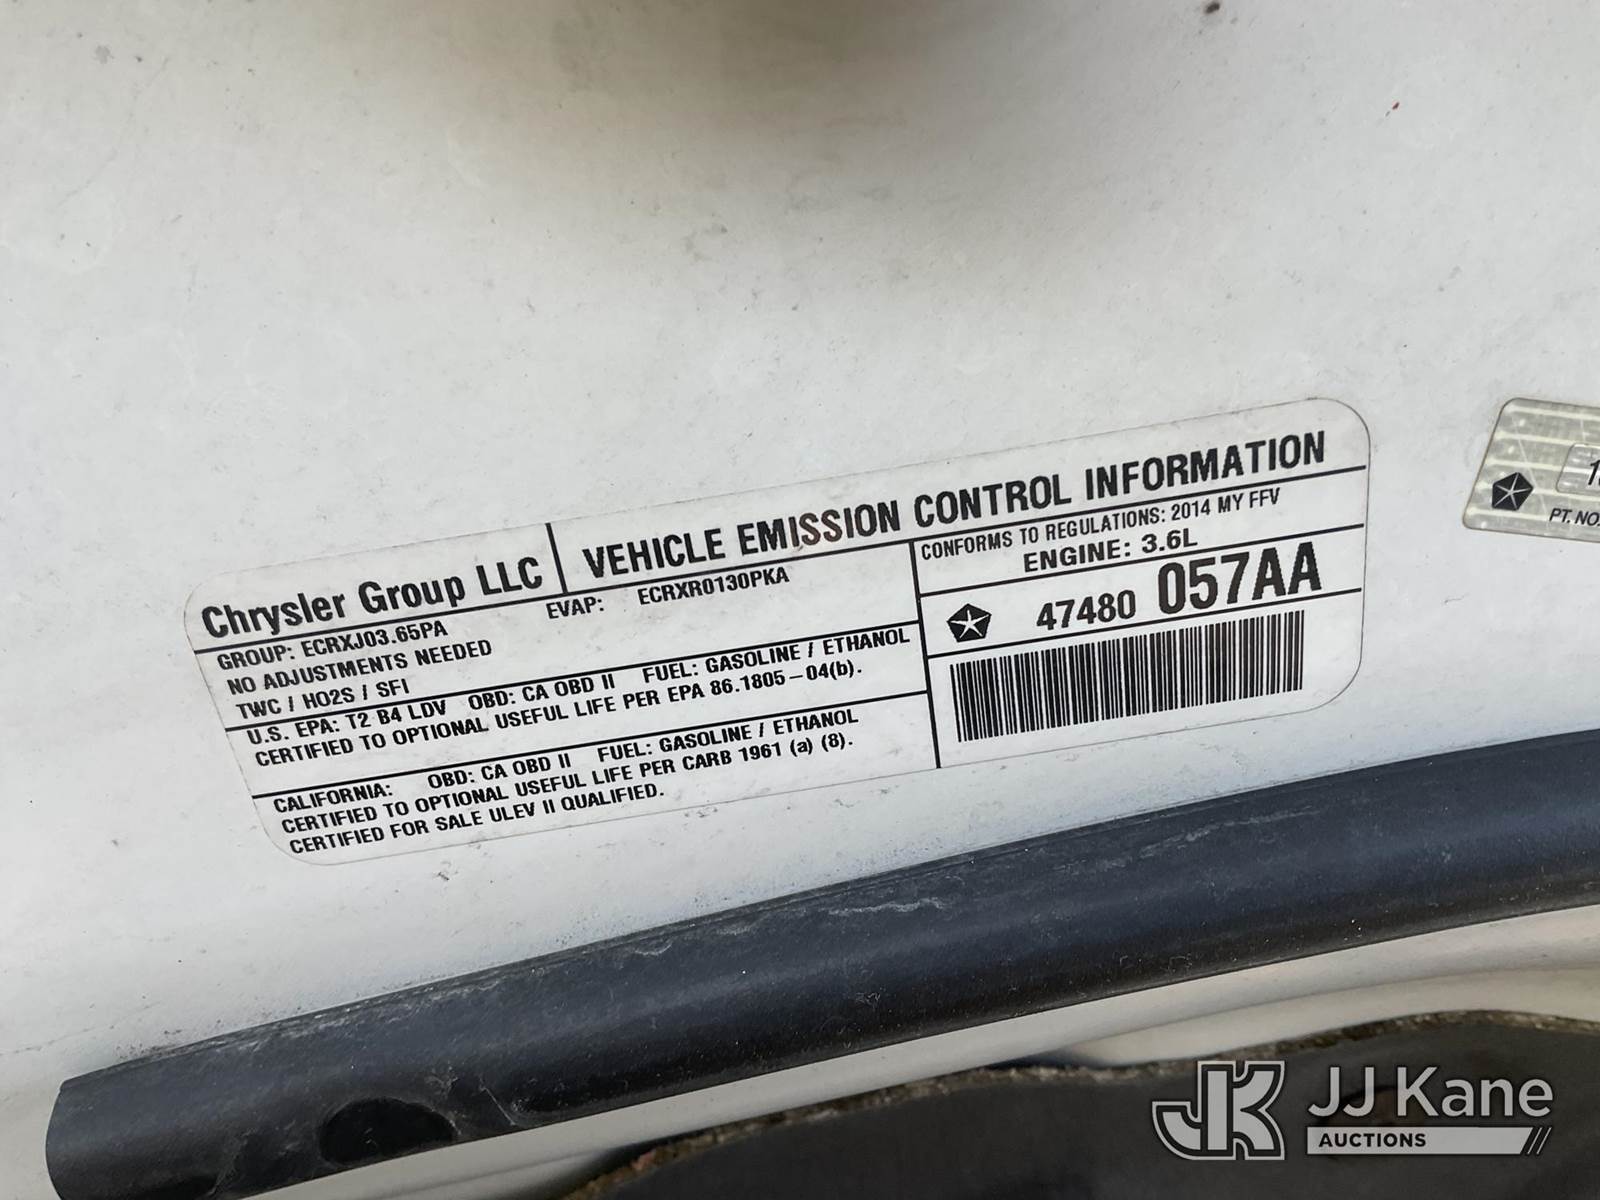 Chrysler Group LLC
VEHICLE EMISSION CONTROL INFORMATION
GROUP: ECRXJ03.65PA
EVAP: ECRXR0130PKA
NO ADJUSTMENTS NEEDED
TWC / HO2S / SFI
U.S. EPA: T2 B4 LDV OBD: CA OBD II FUEL: GASOLINE / ETHANOL
CERTIFIED TO OPTIONAL USEFUL LIFE PER EPA 86.1805-04(b).
CALIFORNIA: OBD: CA OBD II FUEL: GASOLINE / ETHANOL
CERTIFIED TO OPTIONAL USEFUL LIFE PER CARB 1961 (a) (8).
CERTIFIED FOR SALE ULEV II QUALIFIED.
CONFORMS TO REGULATIONS: 2014 MY FFV
ENGINE: 3.6L
47480 057AA
PT. NO.
JJ Kane
AUCTIONS